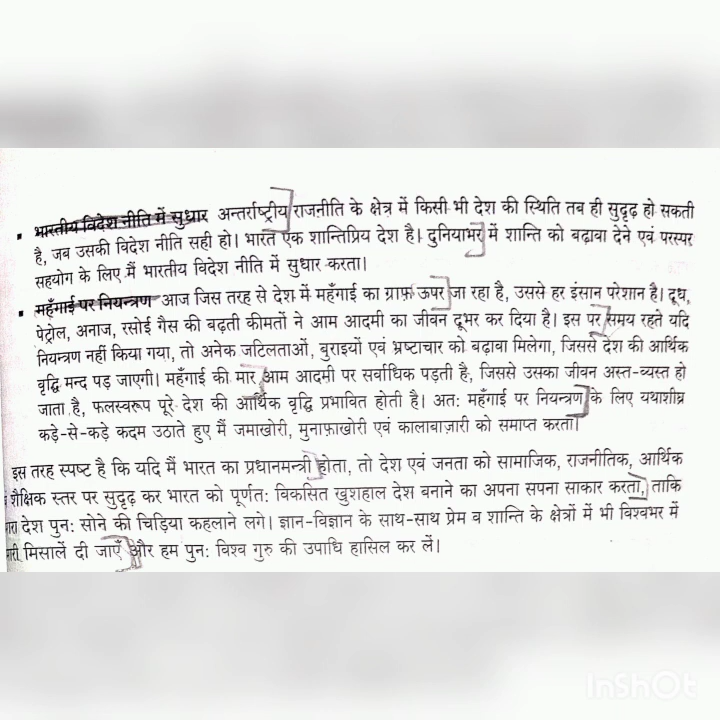 ▪ भारतीय विदेश नीति में सुधार अन्तर्राष्ट्रीय राजनीति के क्षेत्र में किसी भी देश की स्थिति तब ही सुदृढ़ हो सकती
है, जब उसकी विदेश नीति सही हो। भारत एक शान्तिप्रिय देश है। दुनियाभर में शान्ति को बढ़ावा देने एवं परस्पर
सहयोग के लिए मैं भारतीय विदेश नीति में सुधार करता।
▪ महँगाई पर नियन्त्रण आज जिस तरह से देश में महँगाई का ग्राफ़ ऊपर जा रहा है, उससे हर इंसान परेशान है। दूध,
पेट्रोल, अनाज, रसोई गैस की बढ़ती कीमतों ने आम आदमी का जीवन दूभर कर दिया है। इस पर समय रहते यदि
नियन्त्रण नहीं किया गया, तो अनेक जटिलताओं, बुराइयों एवं भ्रष्टाचार को बढ़ावा मिलेगा, जिससे देश की आर्थिक
वृद्धि मन्द पड़ जाएगी। महँगाई की मार आम आदमी पर सर्वाधिक पड़ती है, जिससे उसका जीवन अस्त-व्यस्त हो
जाता है, फलस्वरूप पूरे देश की आर्थिक वृद्धि प्रभावित होती है। अत: महँगाई पर नियन्त्रण के लिए यथाशीघ्र
कड़े-से-कड़े कदम उठाते हुए मैं जमाखोरी, मुनाफ़ाखोरी एवं कालाबाज़ारी को समाप्त करता।
इस तरह स्पष्ट है कि यदि मैं भारत का प्रधानमन्त्री होता, तो देश एवं जनता को सामाजिक, राजनीतिक, आर्थिक
शैक्षिक स्तर पर सुदृढ़ कर भारत को पूर्णत: विकसित खुशहाल देश बनाने का अपना सपना साकार करता, ताकि
देश पुन: सोने की चिड़िया कहलाने लगे। ज्ञान-विज्ञान के साथ-साथ प्रेम व शान्ति के क्षेत्रों में भी विश्वभर में
मिसालें दी जाएँ और हम पुन: विश्व गुरु की उपाधि हासिल कर लें।
InShOt